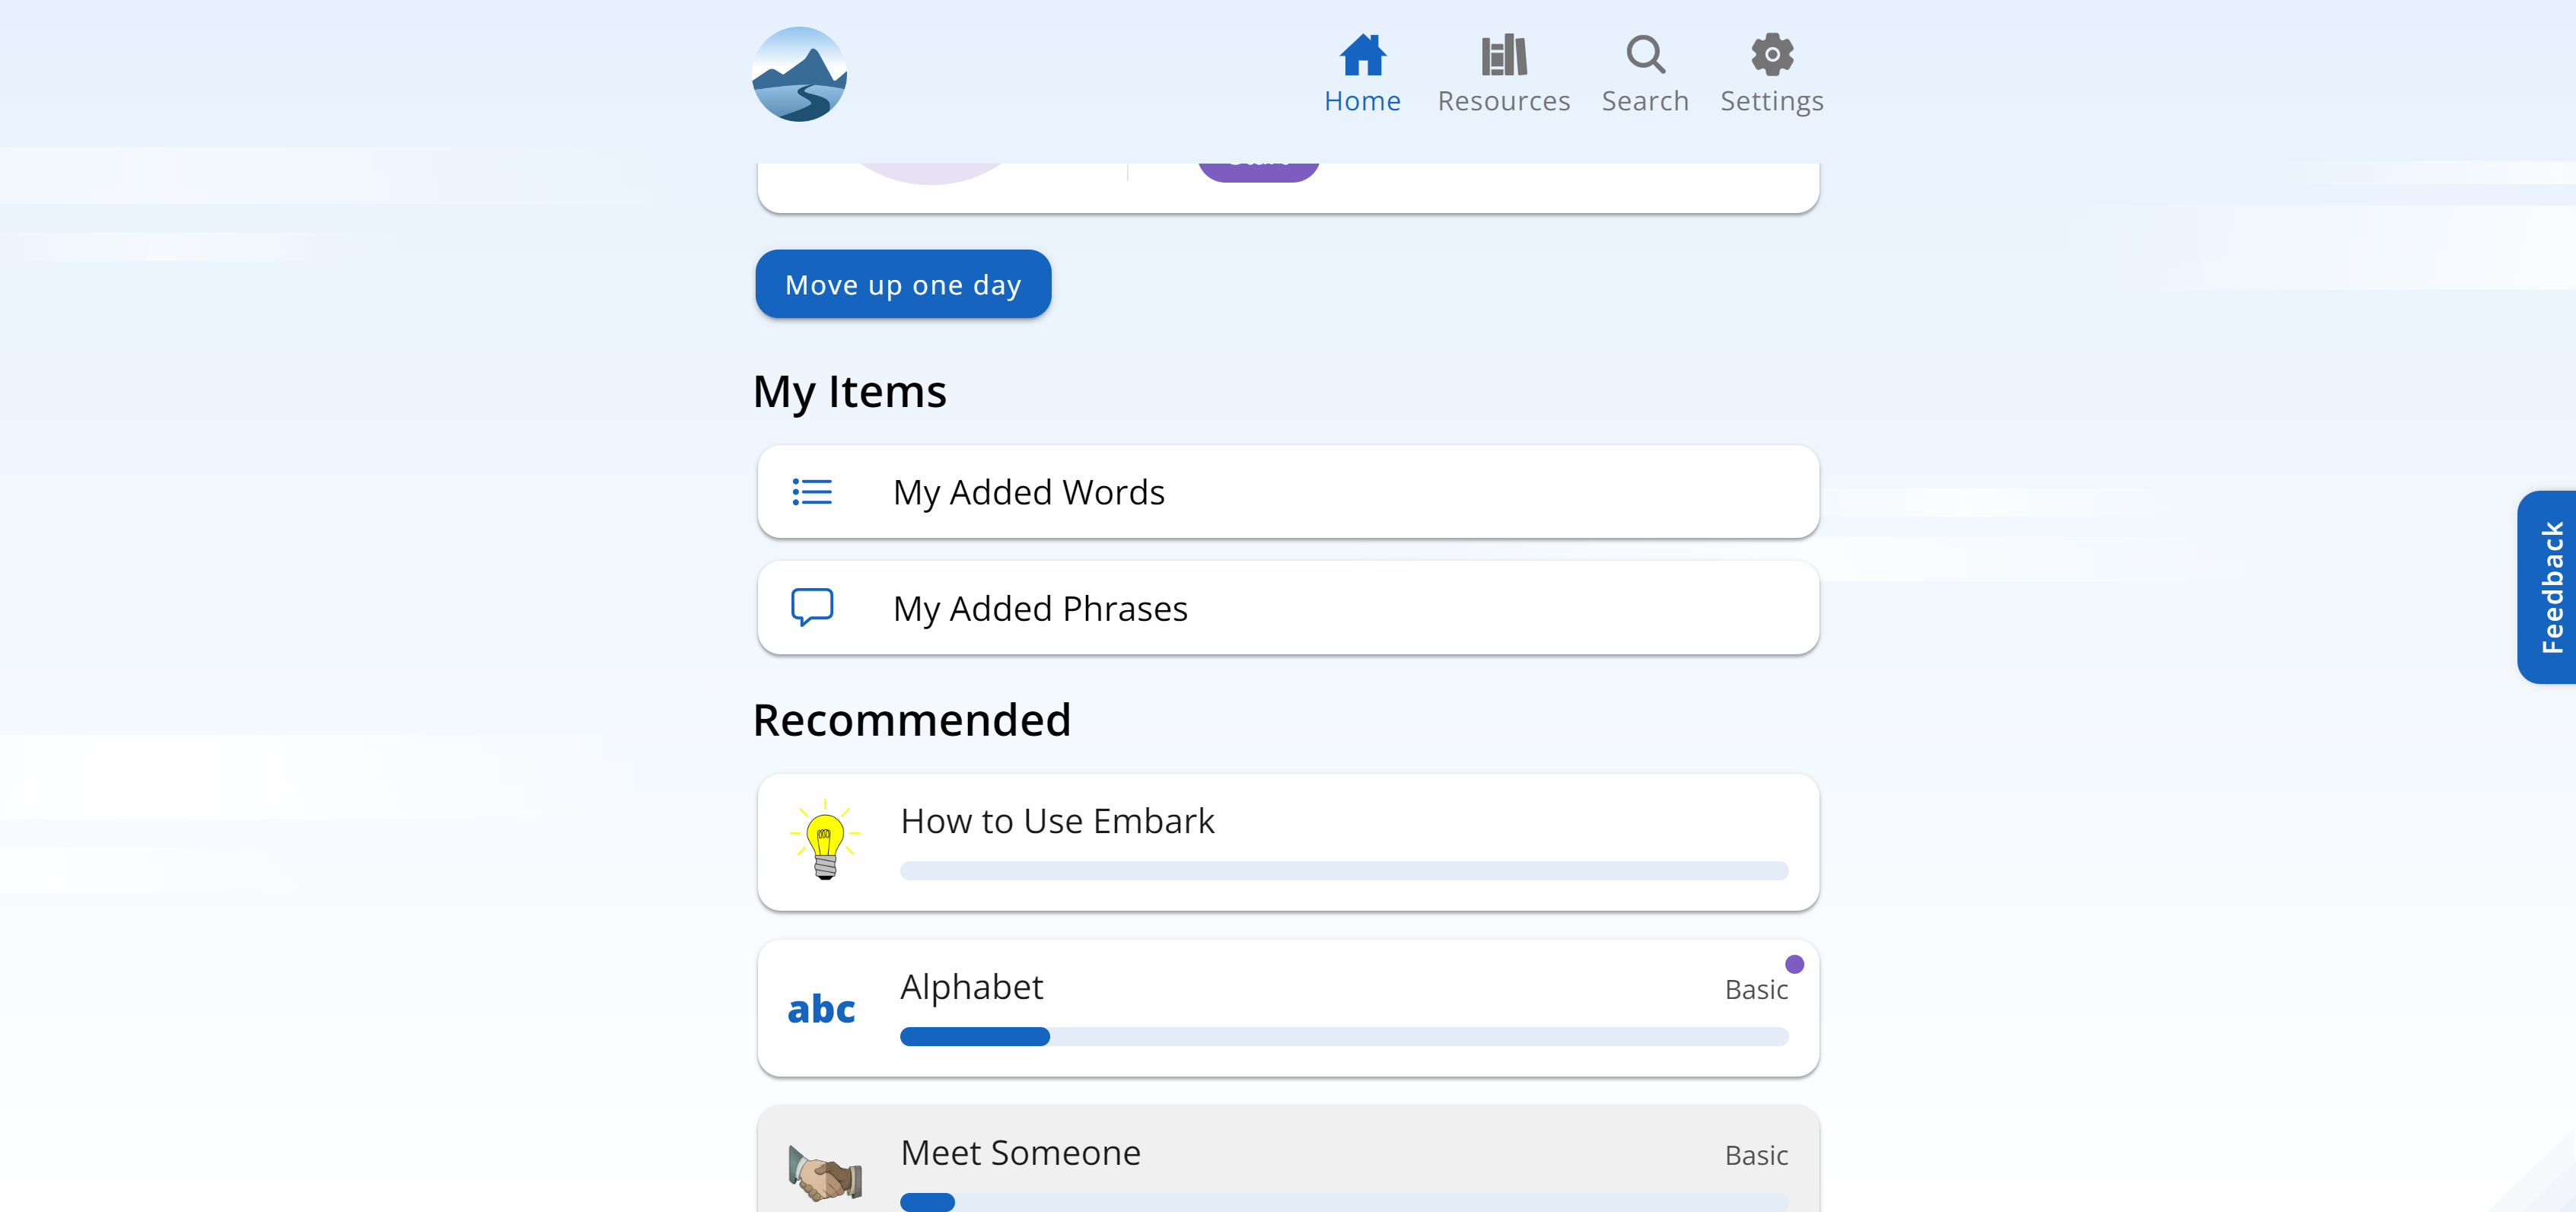 Home
Resources
Search
Settings
Move up one day
My Items
My Added Words
My Added Phrases
Feedback
Recommended
How to Use Embark
abc
Alphabet
Basic
Meet Someone
Basic